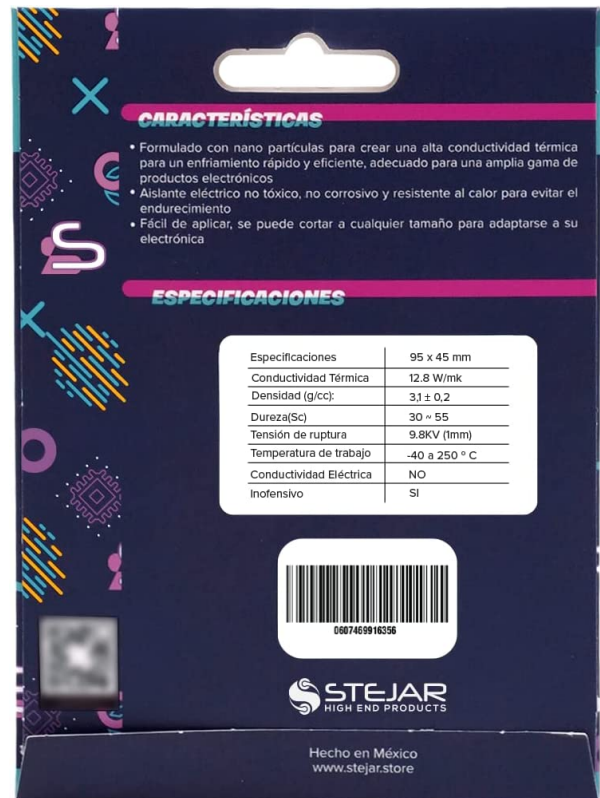 CARACTERÍSTICAS
• Formulado con nano partículas para crear una alta conductividad térmica
para un enfriamiento rápido y eficiente, adecuado para una amplia gama de
productos electrónicos
• Aislante eléctrico no tóxico, no corrosivo y resistente al calor para evitar el
endurecimiento
• Fácil de aplicar, se puede cortar a cualquier tamaño para adaptarse a su
electrónica
ESPECIFICACIONES
Especificaciones 95 x 45 mm
Conductividad Térmica 12.8 W/mk
Densidad (g/cc): 3,1 ± 0,2
Dureza(Sc) 30 ~ 55
Tensión de ruptura 9.8KV (1mm)
Temperatura de trabajo -40 a 250 º C
Conductividad Eléctrica NO
Inofensivo SI
0607469916356
STEJAR
HIGH END PRODUCTS
Hecho en México
www.stejar.store